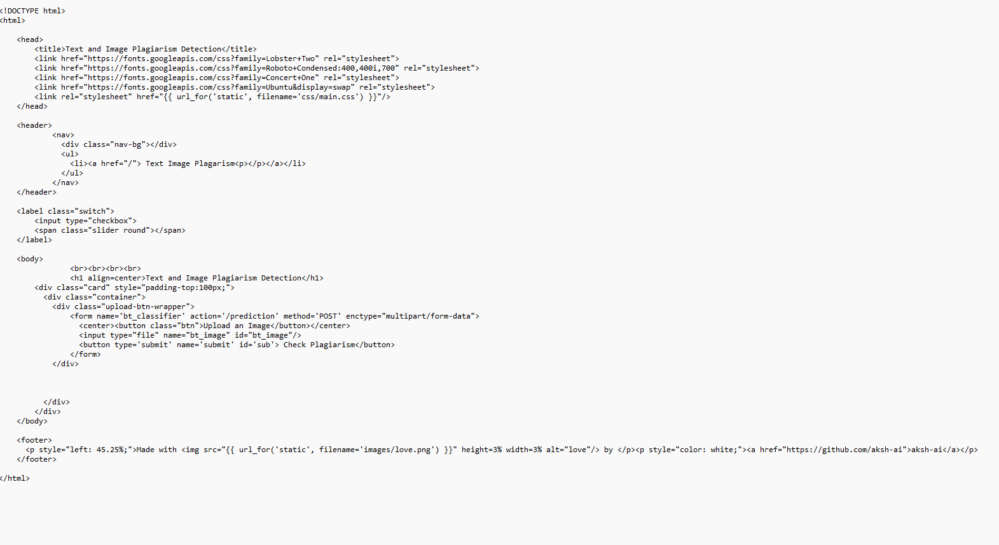 <!DOCTYPE html>
<html>
<head>
<title>Text and Image Plagiarism Detection</title>
<link href="https://fonts.googleapis.com/css?family=Lobster+Two" rel="stylesheet">
<link href="https://fonts.googleapis.com/css?family=Roboto+Condensed:400,400i,700" rel="stylesheet">
<link href="https://fonts.googleapis.com/css?family=Concert+One" rel="stylesheet">
<link href="https://fonts.googleapis.com/css?family=Ubuntu&display=swap" rel="stylesheet">
<link rel="stylesheet" href="{{ url_for('static', filename='css/main.css') }}"/>
</head>
<header>
<nav>
<div class="nav-bg"></div>
<ul>
<li><a href="/"> Text Image Plagarism<p></p></a></li>
</ul>
</nav>
</header>
<label class="switch">
<input type="checkbox">
<span class="slider round"></span>
</label>
<body>
<br><br><br><br>
<h1 align=center>Text and Image Plagiarism Detection</h1>
<div class="card" style="padding-top:100px;">
<div class="container">
<div class="upload-btn-wrapper">
<form name='bt_classifier' action='/prediction' method='POST' enctype="multipart/form-data">
<center><button class="btn">Upload an Image</button></center>
<input type="file" name="bt_image" id="bt_image"/>
<button type='submit' name='submit' id='sub'> Check Plagiarism</button>
</form>
</div>
</div>
</div>
</body>
<footer>
<p style="left: 45.25%;">Made with <img src="{{ url_for('static', filename='images/love.png') }}" height=3% width=3% alt="love"/> by </p><p style="color: white;"><a href="https://github.com/aksh-ai">aksh-ai</a></p>
</footer>
</html>